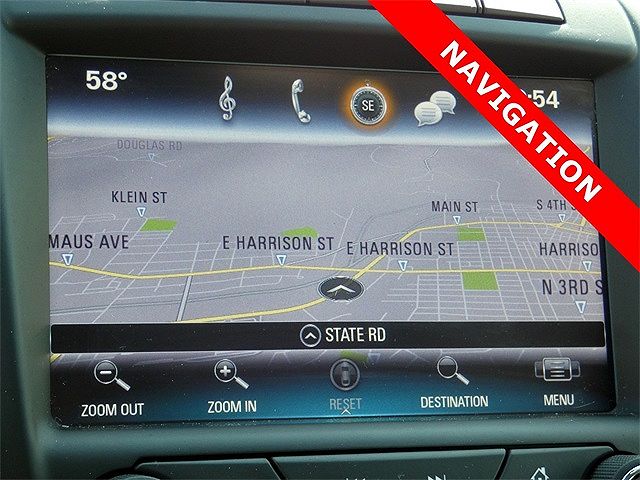 NAVIGATION
58°
SE
:54
DOUGLAS RD
KLEIN ST
MAIN ST
S 4TH S
MAUS AVE
E HARRISON ST
E HARRISON ST
HARRISO
N 3RD S
STATE RD
ZOOM OUT
ZOOM IN
RESET
DESTINATION
MENU